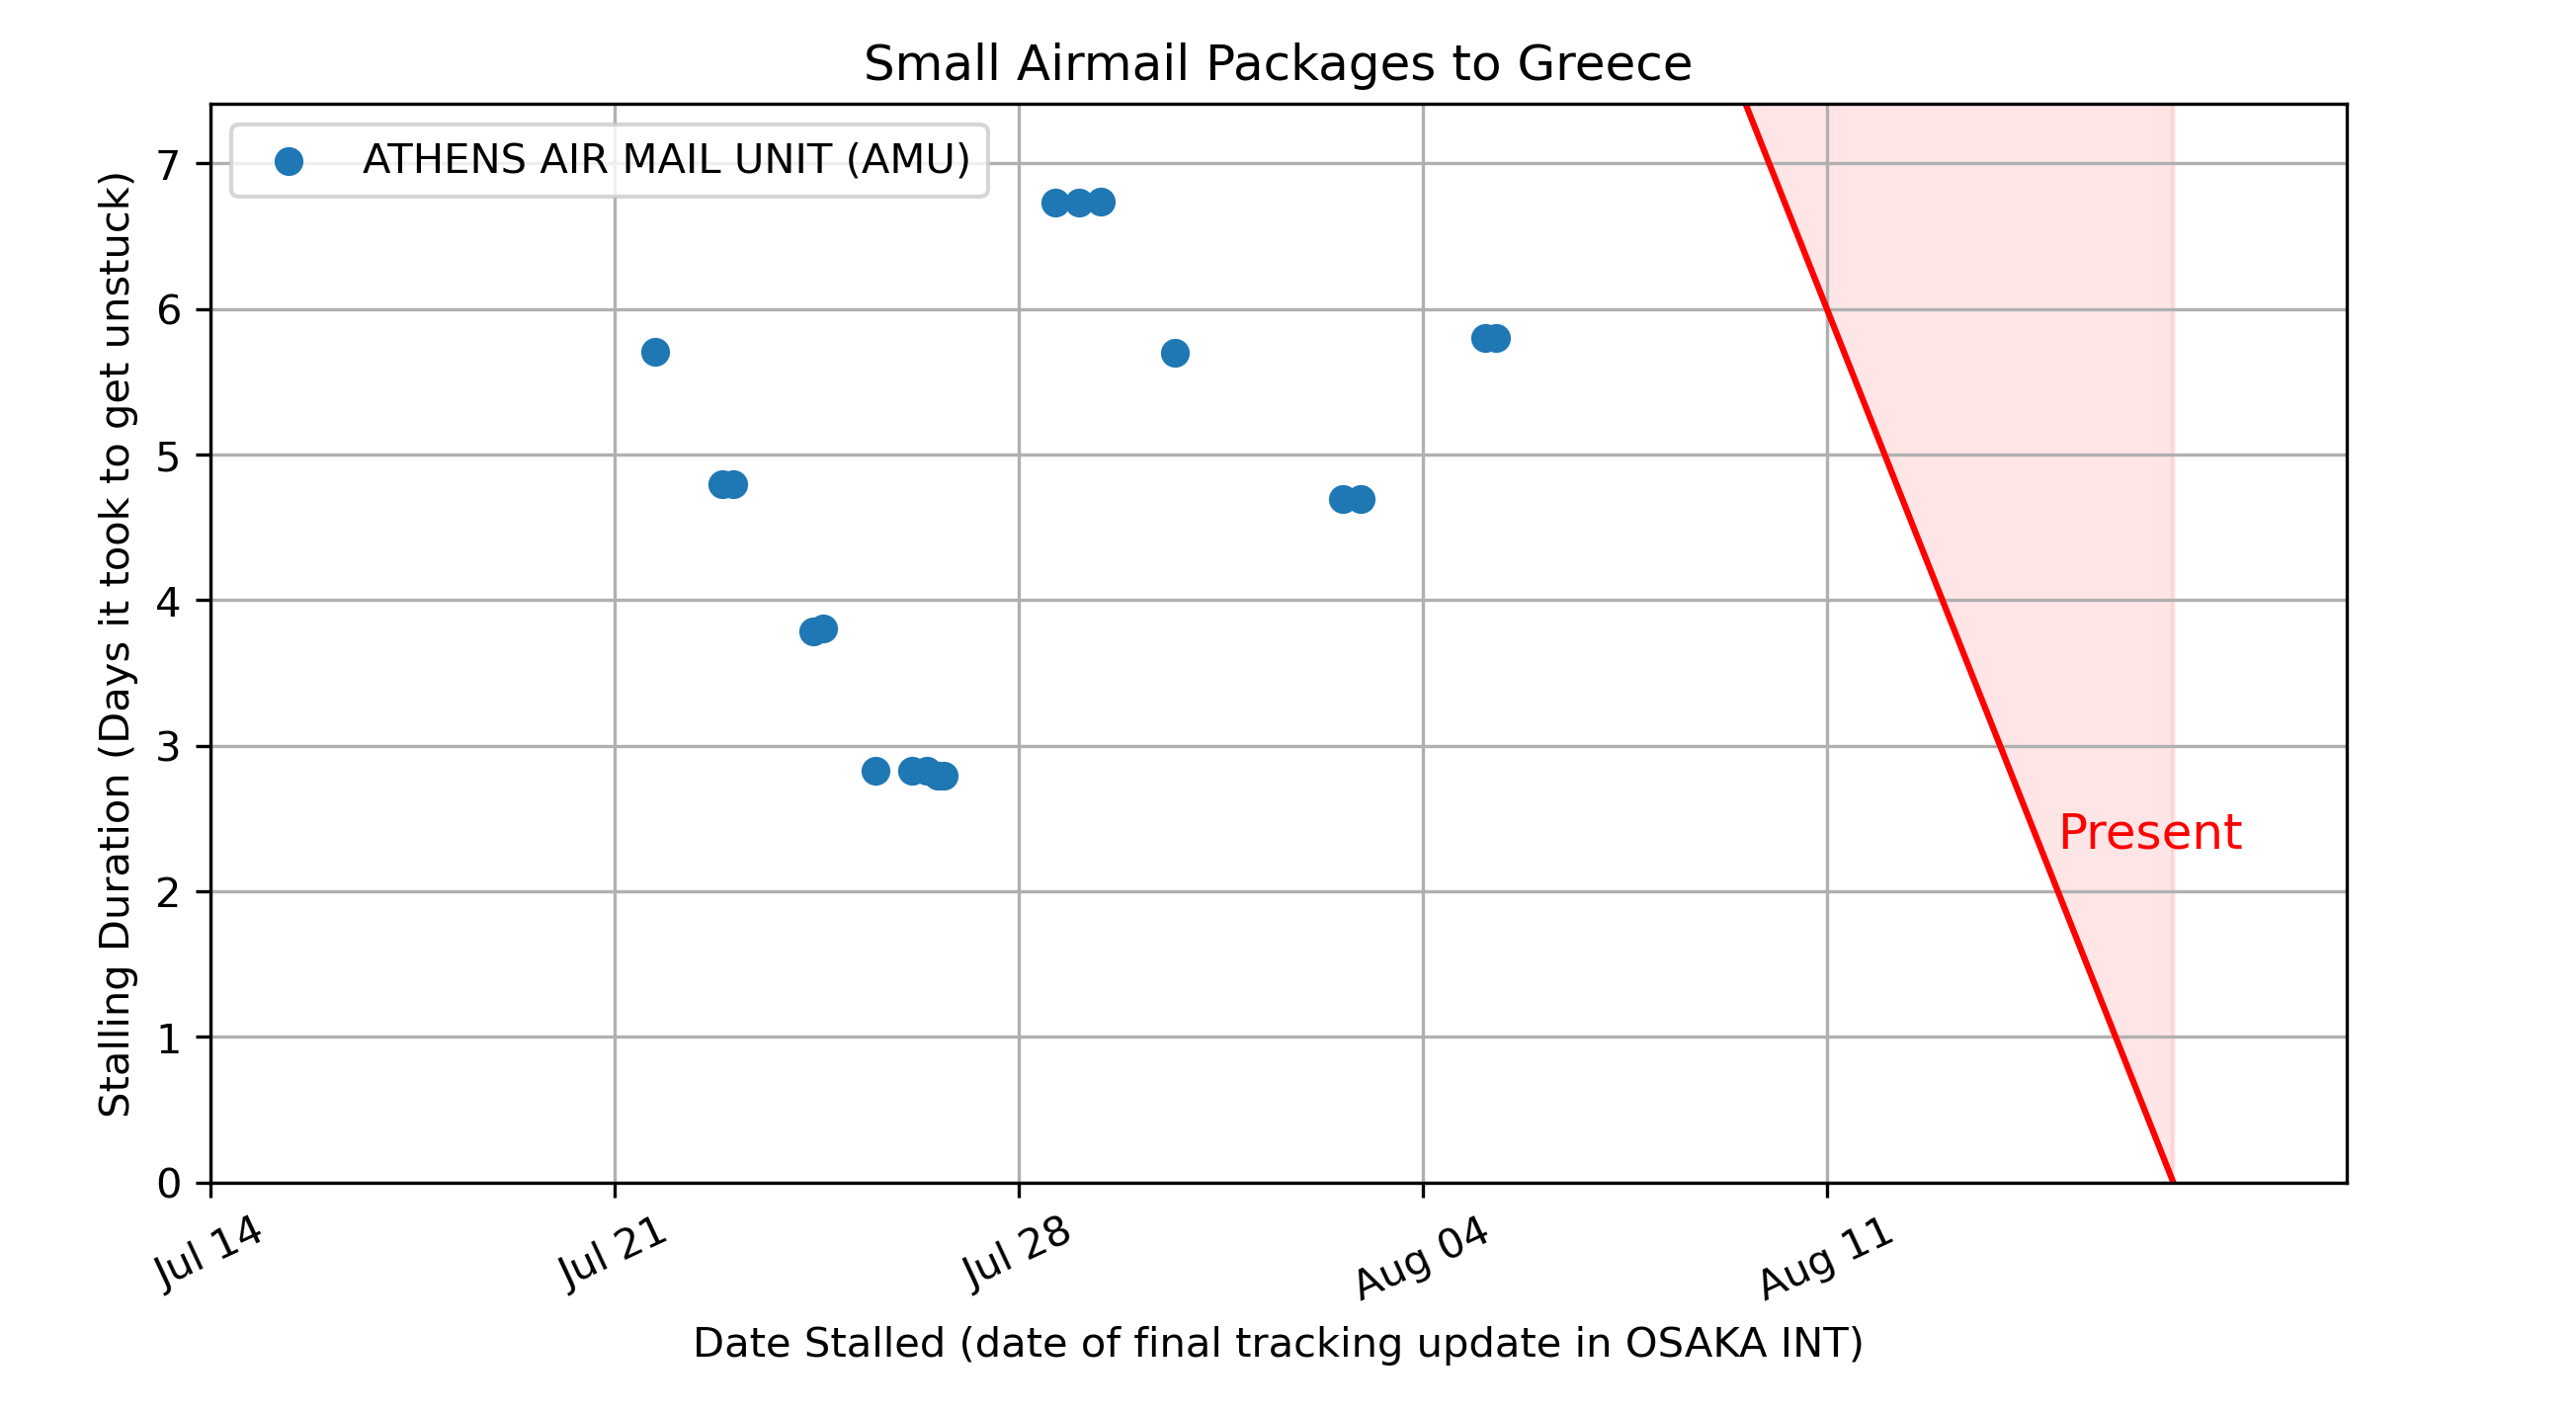 Small Airmail Packages to Greece
ATHENS AIR MAIL UNIT (AMU)
Stalling Duration (Days it took to get unstuck)
7
6
5
4
3
2
1
0
Present
Jul 14
Jul 21
Jul 28
Aug 04
Aug 11
Date Stalled (date of final tracking update in OSAKA INT)